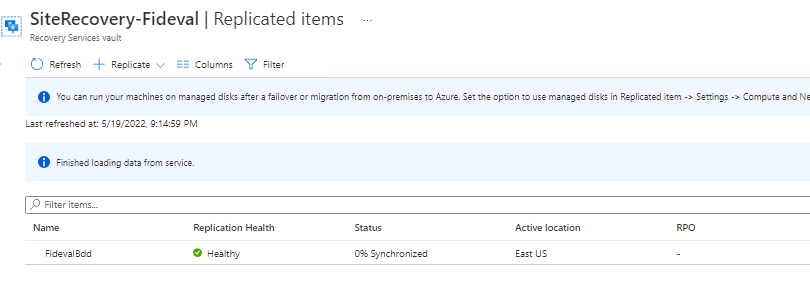 SiteRecovery-Fideval | Replicated items ...
Recovery Services vault
Refresh + Replicate Columns Filter
You can run your machines on managed disks after a failover or migration from on-premises to Azure. Set the option to use managed disks in Replicated item -> Settings -> Compute and Ne
Last refreshed at: 5/19/2022, 9:14:59 PM
Finished loading data from service.
Filter items...
Name Replication Health Status Active location RPO
FidevalBdd Healthy 0% Synchronized East US -